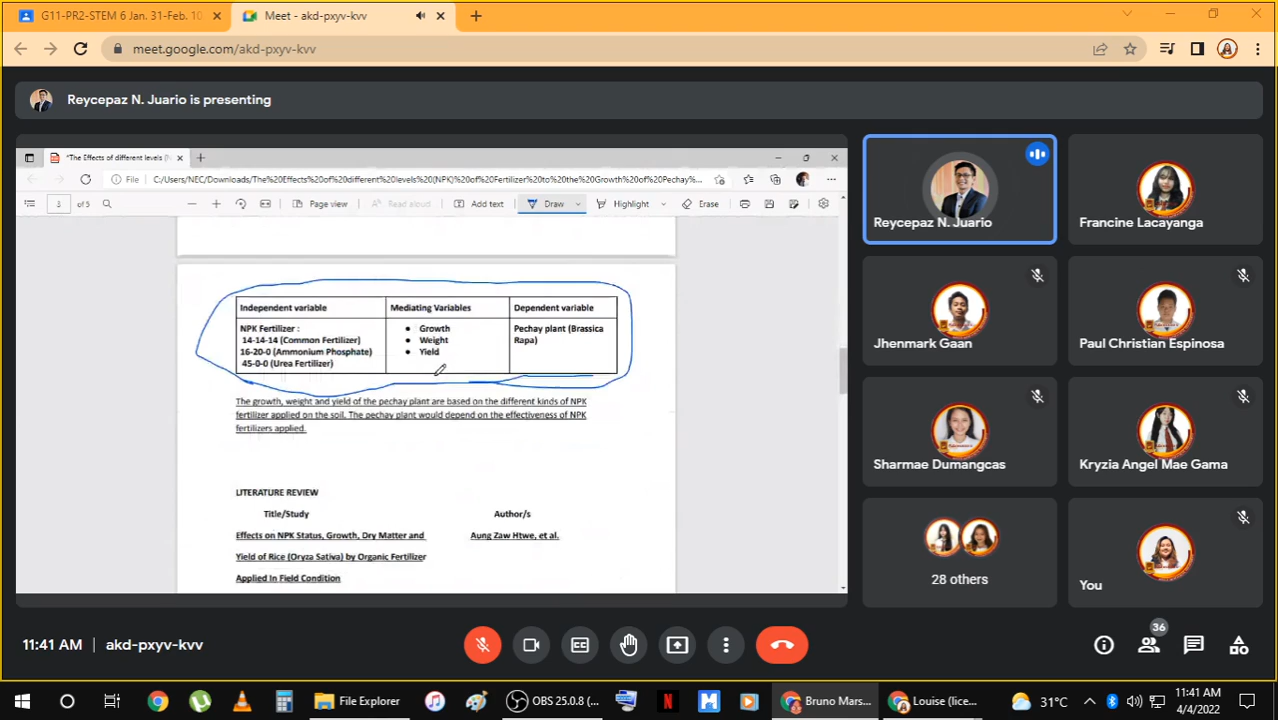 G11-PR2-STEM 6 Jan. 31-Feb. 10
Meet - akd-pxyv-kvv
meet.google.com/akd-pxyv-kvv
Reycepaz N. Juario is presenting
"The Effects of different levels (N
File
C:/Users/NEC/Downloads/The%20Effects%20of%20different%20levels%20(NPK)%20of%20Fertilizer%20to%20the%20Growth%20of%20Pechay%...
3 of 5
Page view
Read aloud
Add text
Draw
Highlight
Erase
Independent variable
Mediating Variables
Dependent variable
NPK Fertilizer :
14-14-14 (Common Fertilizer)
16-20-0 (Ammonium Phosphate)
45-0-0 (Urea Fertilizer)
● Growth
● Weight
● Yield
Pechay plant (Brassica
Rapa)
The growth, weight and yield of the pechay plant are based on the different kinds of NPK
fertilizer applied on the soil. The pechay plant would depend on the effectiveness of NPK
fertilizers applied.
LITERATURE REVIEW
Title/Study
Author/s
Effects on NPK Status, Growth, Dry Matter and
Aung Zaw Htwe, et al.
Yield of Rice (Oryza Sativa) by Organic Fertilizer
Applied In Field Condition
Reycepaz N. Juario
Francine Lacayanga
Jhenmark Gaan
Paul Christian Espinosa
Sharmae Dumangcas
Kryzia Angel Mae Gama
28 others
You
11:41 AM | akd-pxyv-kvv
36
File Explorer
OBS 25.0.8 (...
Bruno Mars...
Louise (lice...
31°C
11:41 AM
4/4/2022